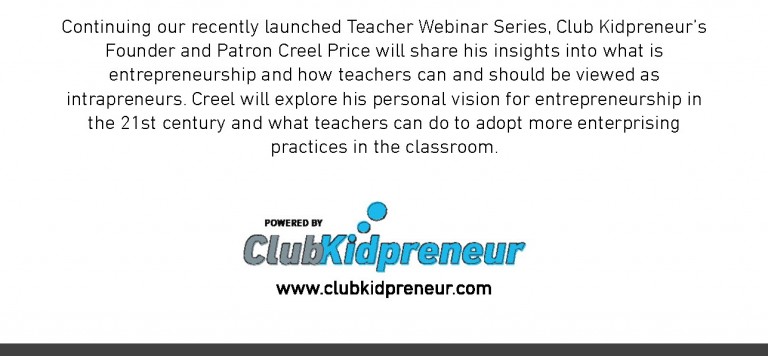 Continuing our recently launched Teacher Webinar Series, Club Kidpreneur's
Founder and Patron Creel Price will share his insights into what is
entrepreneurship and how teachers can and should be viewed as
intrapreneurs. Creel will explore his personal vision for entrepreneurship in
the 21st century and what teachers can do to adopt more enterprising
practices in the classroom.
POWERED BY
ClubKidpreneur
www.clubkidpreneur.com